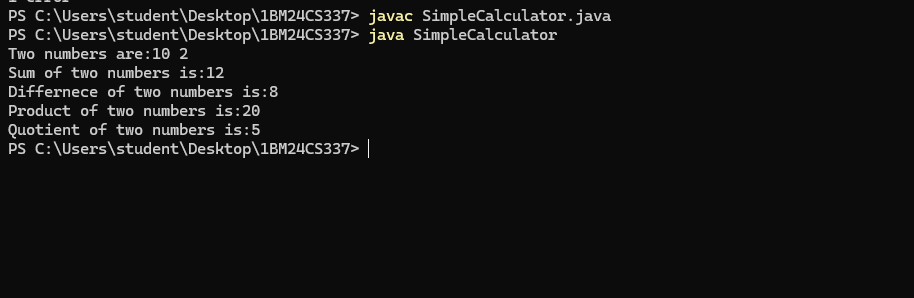 1 error
PS C:\Users\student\Desktop\1BM24CS337> javac SimpleCalculator.java
PS C:\Users\student\Desktop\1BM24CS337> java SimpleCalculator
Two numbers are:10 2
Sum of two numbers is:12
Differnece of two numbers is:8
Product of two numbers is:20
Quotient of two numbers is:5
PS C:\Users\student\Desktop\1BM24CS337>